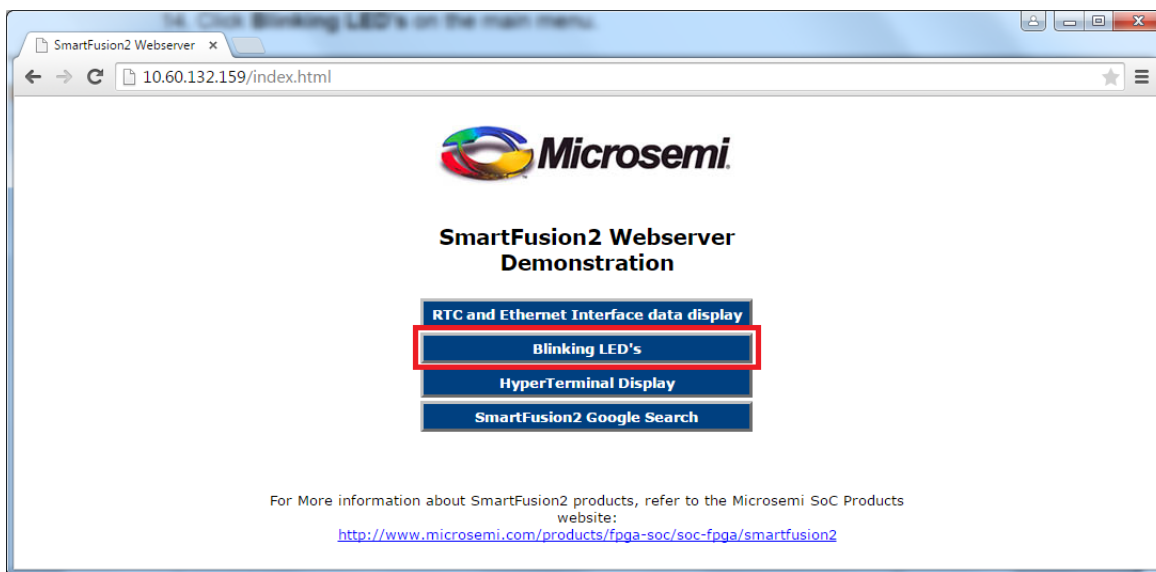 54. Click Blinking LED's on the main menu.
SmartFusion2 Webserver
10.60.132.159/index.html
Microsemi.
SmartFusion2 Webserver
Demonstration
RTC and Ethernet Interface data display
Blinking LED's
HyperTerminal Display
SmartFusion2 Google Search
For More information about SmartFusion2 products, refer to the Microsemi SoC Products
website:
http://www.microsemi.com/products/fpga-soc/soc-fpga/smartfusion2